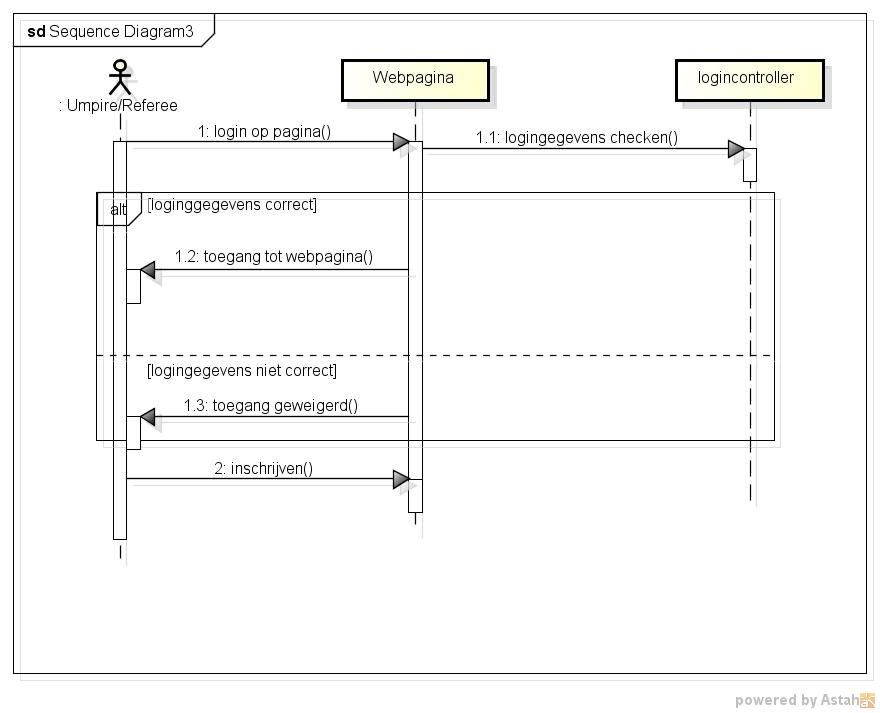 sd Sequence Diagram3
: Umpire/Referee
Webpagina
logincontroller
1: login op pagina()
1.1: logingegevens checken()
alt
[loginggegevens correct]
1.2: toegang tot webpagina()
[logingegevens niet correct]
1.3: toegang geweigerd()
2: inschrijven()
powered by Astah